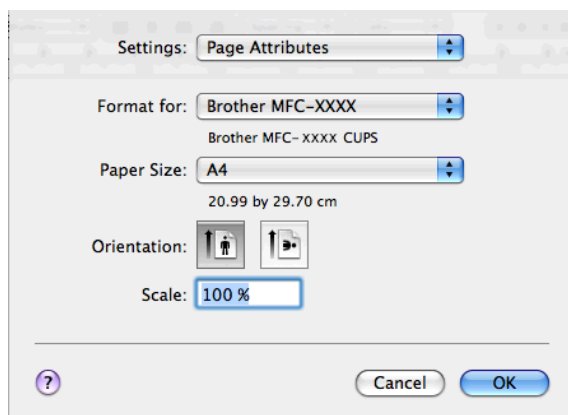 Settings: Page Attributes
Format for: Brother MFC-XXXX
Brother MFC-XXXX CUPS
Paper Size: A4
20.99 by 29.70 cm
Orientation:
Scale: 100 %
? Cancel OK